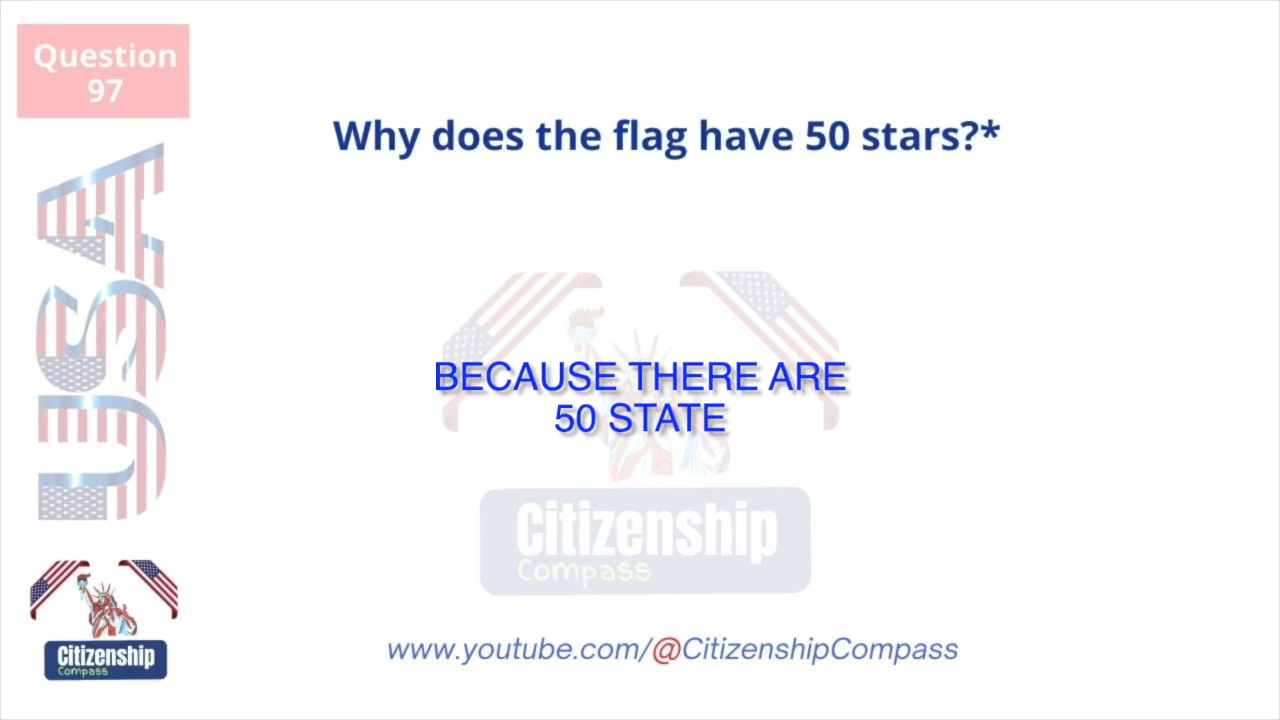 Question
97
USA
Why does the flag have 50 stars?*
BECAUSE THERE ARE
50 STATE
Citizenship
Compass
Citizenship
Compass
www.youtube.com/@CitizenshipCompass